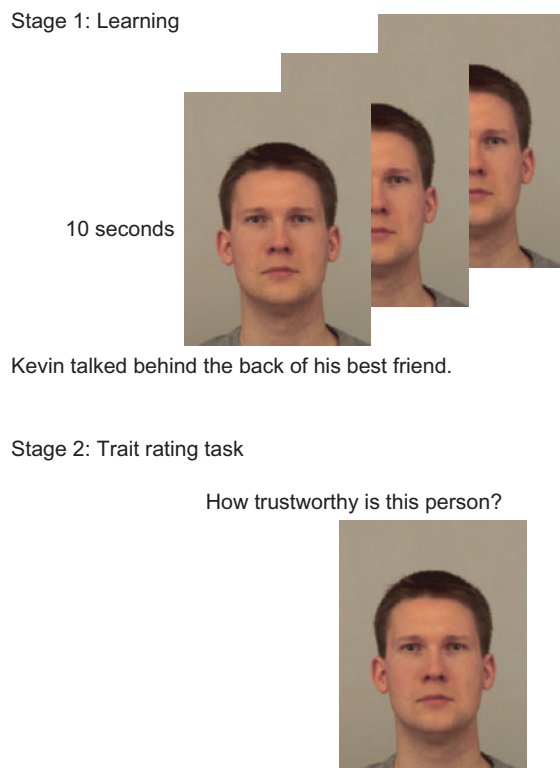 Stage 1: Learning
10 seconds
Kevin talked behind the back of his best friend.
Stage 2: Trait rating task
How trustworthy is this person?